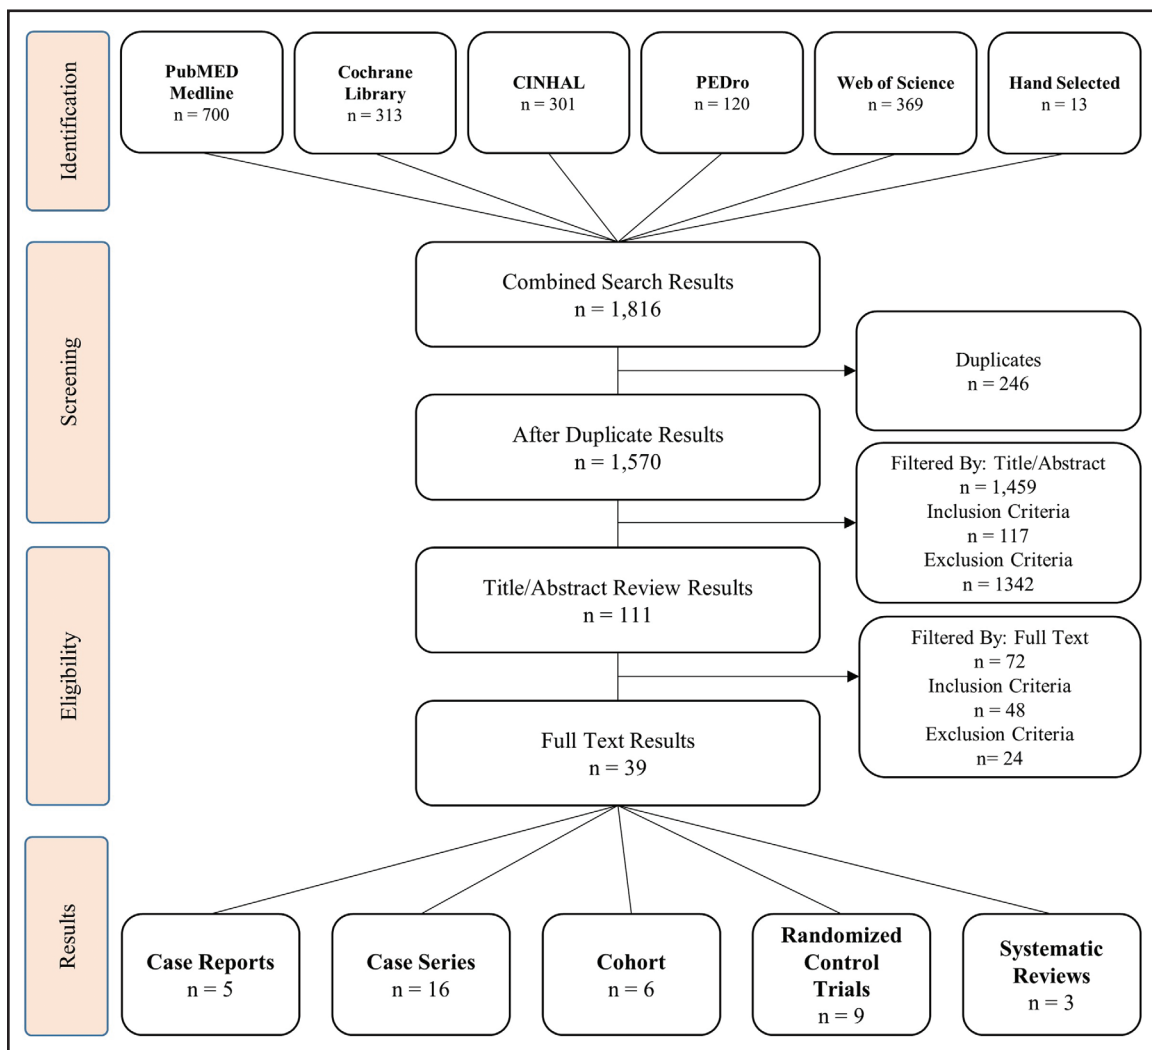 Identification
PubMED
Medline
n = 700
Cochrane
Library
n = 313
CINHAL
n = 301
PEDro
n = 120
Web of Science
n = 369
Hand Selected
n = 13
Screening
Combined Search Results
n = 1,816
Duplicates
n = 246
After Duplicate Results
n = 1,570
Filtered By: Title/Abstract
n = 1,459
Inclusion Criteria
n = 117
Exclusion Criteria
n = 1342
Eligibility
Title/Abstract Review Results
n = 111
Filtered By: Full Text
n = 72
Inclusion Criteria
n = 48
Exclusion Criteria
n= 24
Full Text Results
n = 39
Results
Case Reports
n = 5
Case Series
n = 16
Cohort
n = 6
Randomized
Control
Trials
n = 9
Systematic
Reviews
n = 3